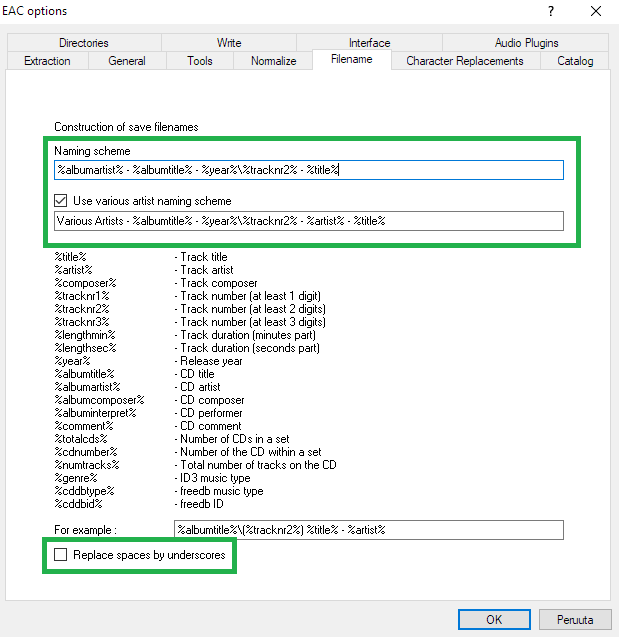 EAC options
?
Directories Write Interface Audio Plugins
Extraction General Tools Normalize Filename Character Replacements Catalog
Construction of save filenames
Naming scheme
%albumartist% - %albumtitle% - %year%\%tracknr2% - %title%
Use various artist naming scheme
Various Artists - %albumtitle% - %year%\%tracknr2% - %artist% - %title%
%title% - Track title
%artist% - Track artist
%composer% - Track composer
%tracknr1% - Track number (at least 1 digit)
%tracknr2% - Track number (at least 2 digits)
%tracknr3% - Track number (at least 3 digits)
%lengthmin% - Track duration (minutes part)
%lengthsec% - Track duration (seconds part)
%year% - Release year
%albumtitle% - CD title
%albumartist% - CD artist
%albumcomposer% - CD composer
%albuminterpret% - CD performer
%comment% - CD comment
%totalcds% - Number of CDs in a set
%cdnumber% - Number of the CD within a set
%numtracks% - Total number of tracks on the CD
%genre% - ID3 music type
%cddbtype% - freedb music type
%cddbid% - freedb ID
For example : %albumtitle%\(%tracknr2%) %title% - %artist%
Replace spaces by underscores
OK Peruuta